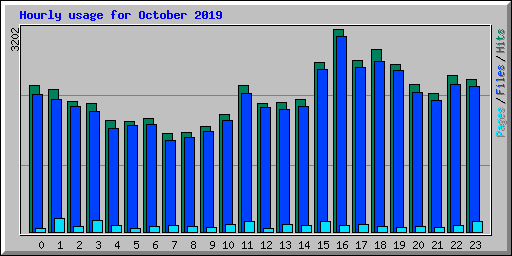 Hourly usage for October 2019
3202
Pages / Files / Hits
0 1 2 3 4 5 6 7 8 9 10 11 12 13 14 15 16 17 18 19 20 21 22 23